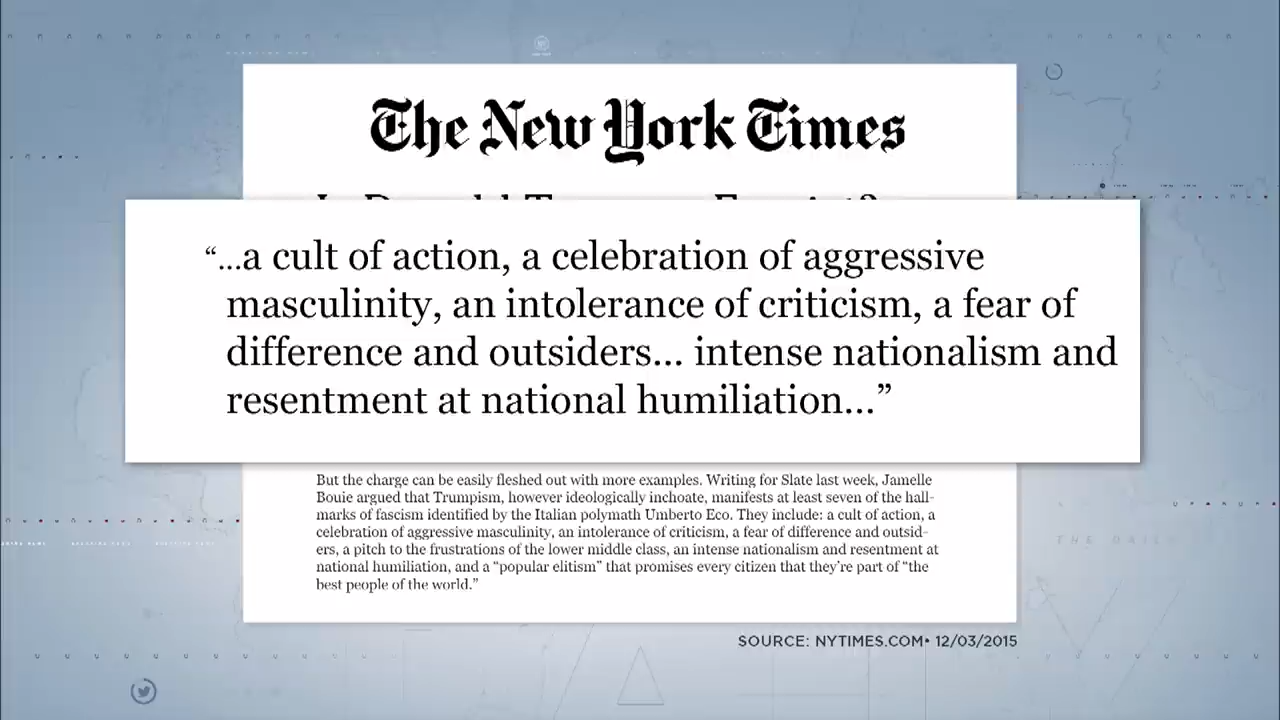 The New York Times
"...a cult of action, a celebration of aggressive
masculinity, an intolerance of criticism, a fear of
difference and outsiders... intense nationalism and
resentment at national humiliation..."
But the charge can be easily fleshed out with more examples. Writing for Slate last week, Jamelle
Bouie argued that Trumpism, however ideologically inchoate, manifests at least seven of the hall-
marks of fascism identified by the Italian polymath Umberto Eco. They include: a cult of action, a
celebration of aggressive masculinity, an intolerance of criticism, a fear of difference and outsid-
ers, a pitch to the frustrations of the lower middle class, an intense nationalism and resentment at
national humiliation, and a “popular elitism” that promises every citizen that they’re part of “the
best people of the world.”
SOURCE: NYTIMES.COM• 12/03/2015